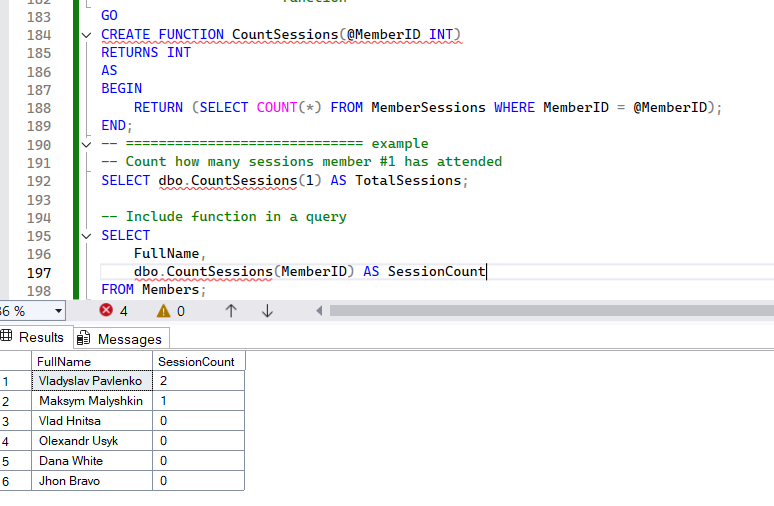 182 function
183 GO
184 CREATE FUNCTION CountSessions(@MemberID INT)
185 RETURNS INT
186 AS
187 BEGIN
188 RETURN (SELECT COUNT(*) FROM MemberSessions WHERE MemberID = @MemberID);
189 END;
190 -- ============================= example
191 -- Count how many sessions member #1 has attended
192 SELECT dbo.CountSessions(1) AS TotalSessions;
193
194 -- Include function in a query
195 SELECT
196 FullName,
197 dbo.CountSessions(MemberID) AS SessionCount
198 FROM Members;
6 % 4 0
Results Messages
FullName SessionCount
1 Vladyslav Pavlenko 2
2 Maksym Malyshkin 1
3 Vlad Hnitsa 0
4 Olexandr Usyk 0
5 Dana White 0
6 Jhon Bravo 0